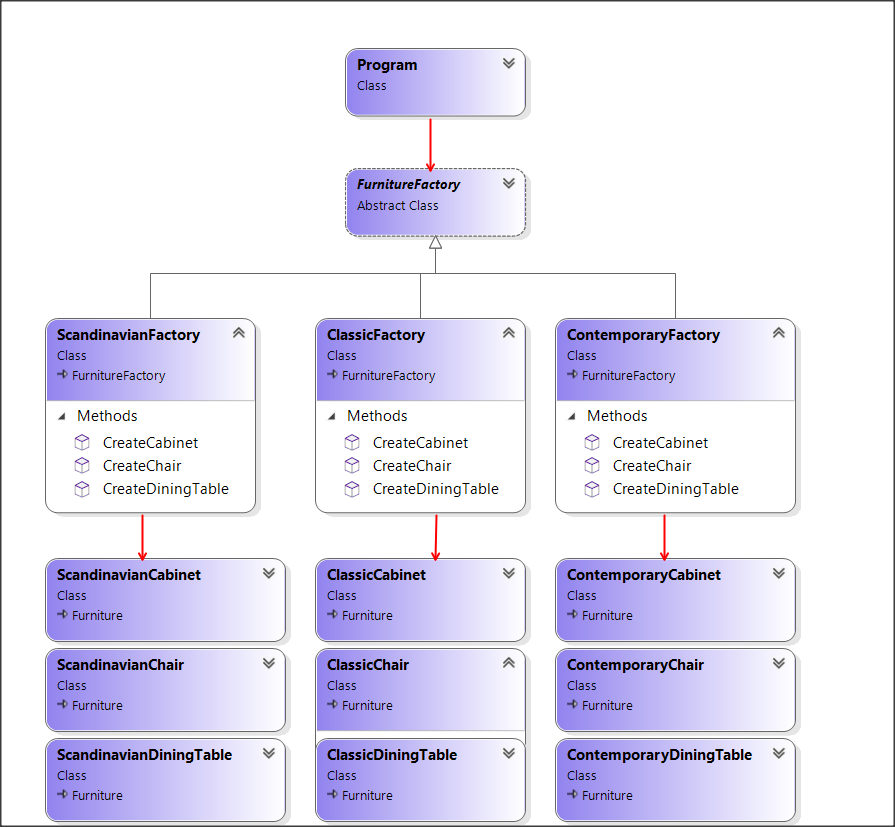 Program
Class
FurnitureFactory
Abstract Class
ScandinavianFactory
Class
FurnitureFactory
Methods
CreateCabinet
CreateChair
CreateDiningTable
ClassicFactory
Class
FurnitureFactory
Methods
CreateCabinet
CreateChair
CreateDiningTable
ContemporaryFactory
Class
FurnitureFactory
Methods
CreateCabinet
CreateChair
CreateDiningTable
ScandinavianCabinet
Class
Furniture
ScandinavianChair
Class
Furniture
ScandinavianDiningTable
Class
Furniture
ClassicCabinet
Class
Furniture
ClassicChair
Class
Furniture
ClassicDiningTable
Class
Furniture
ContemporaryCabinet
Class
Furniture
ContemporaryChair
Class
Furniture
ContemporaryDiningTable
Class
Furniture